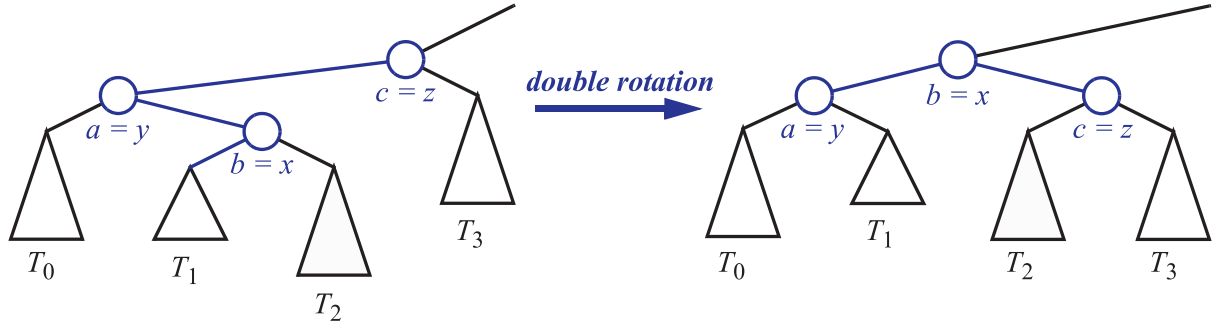 c = z
a = y
b = x
T0
T1
T2
T3
double rotation
b = x
a = y
c = z
T0
T1
T2
T3